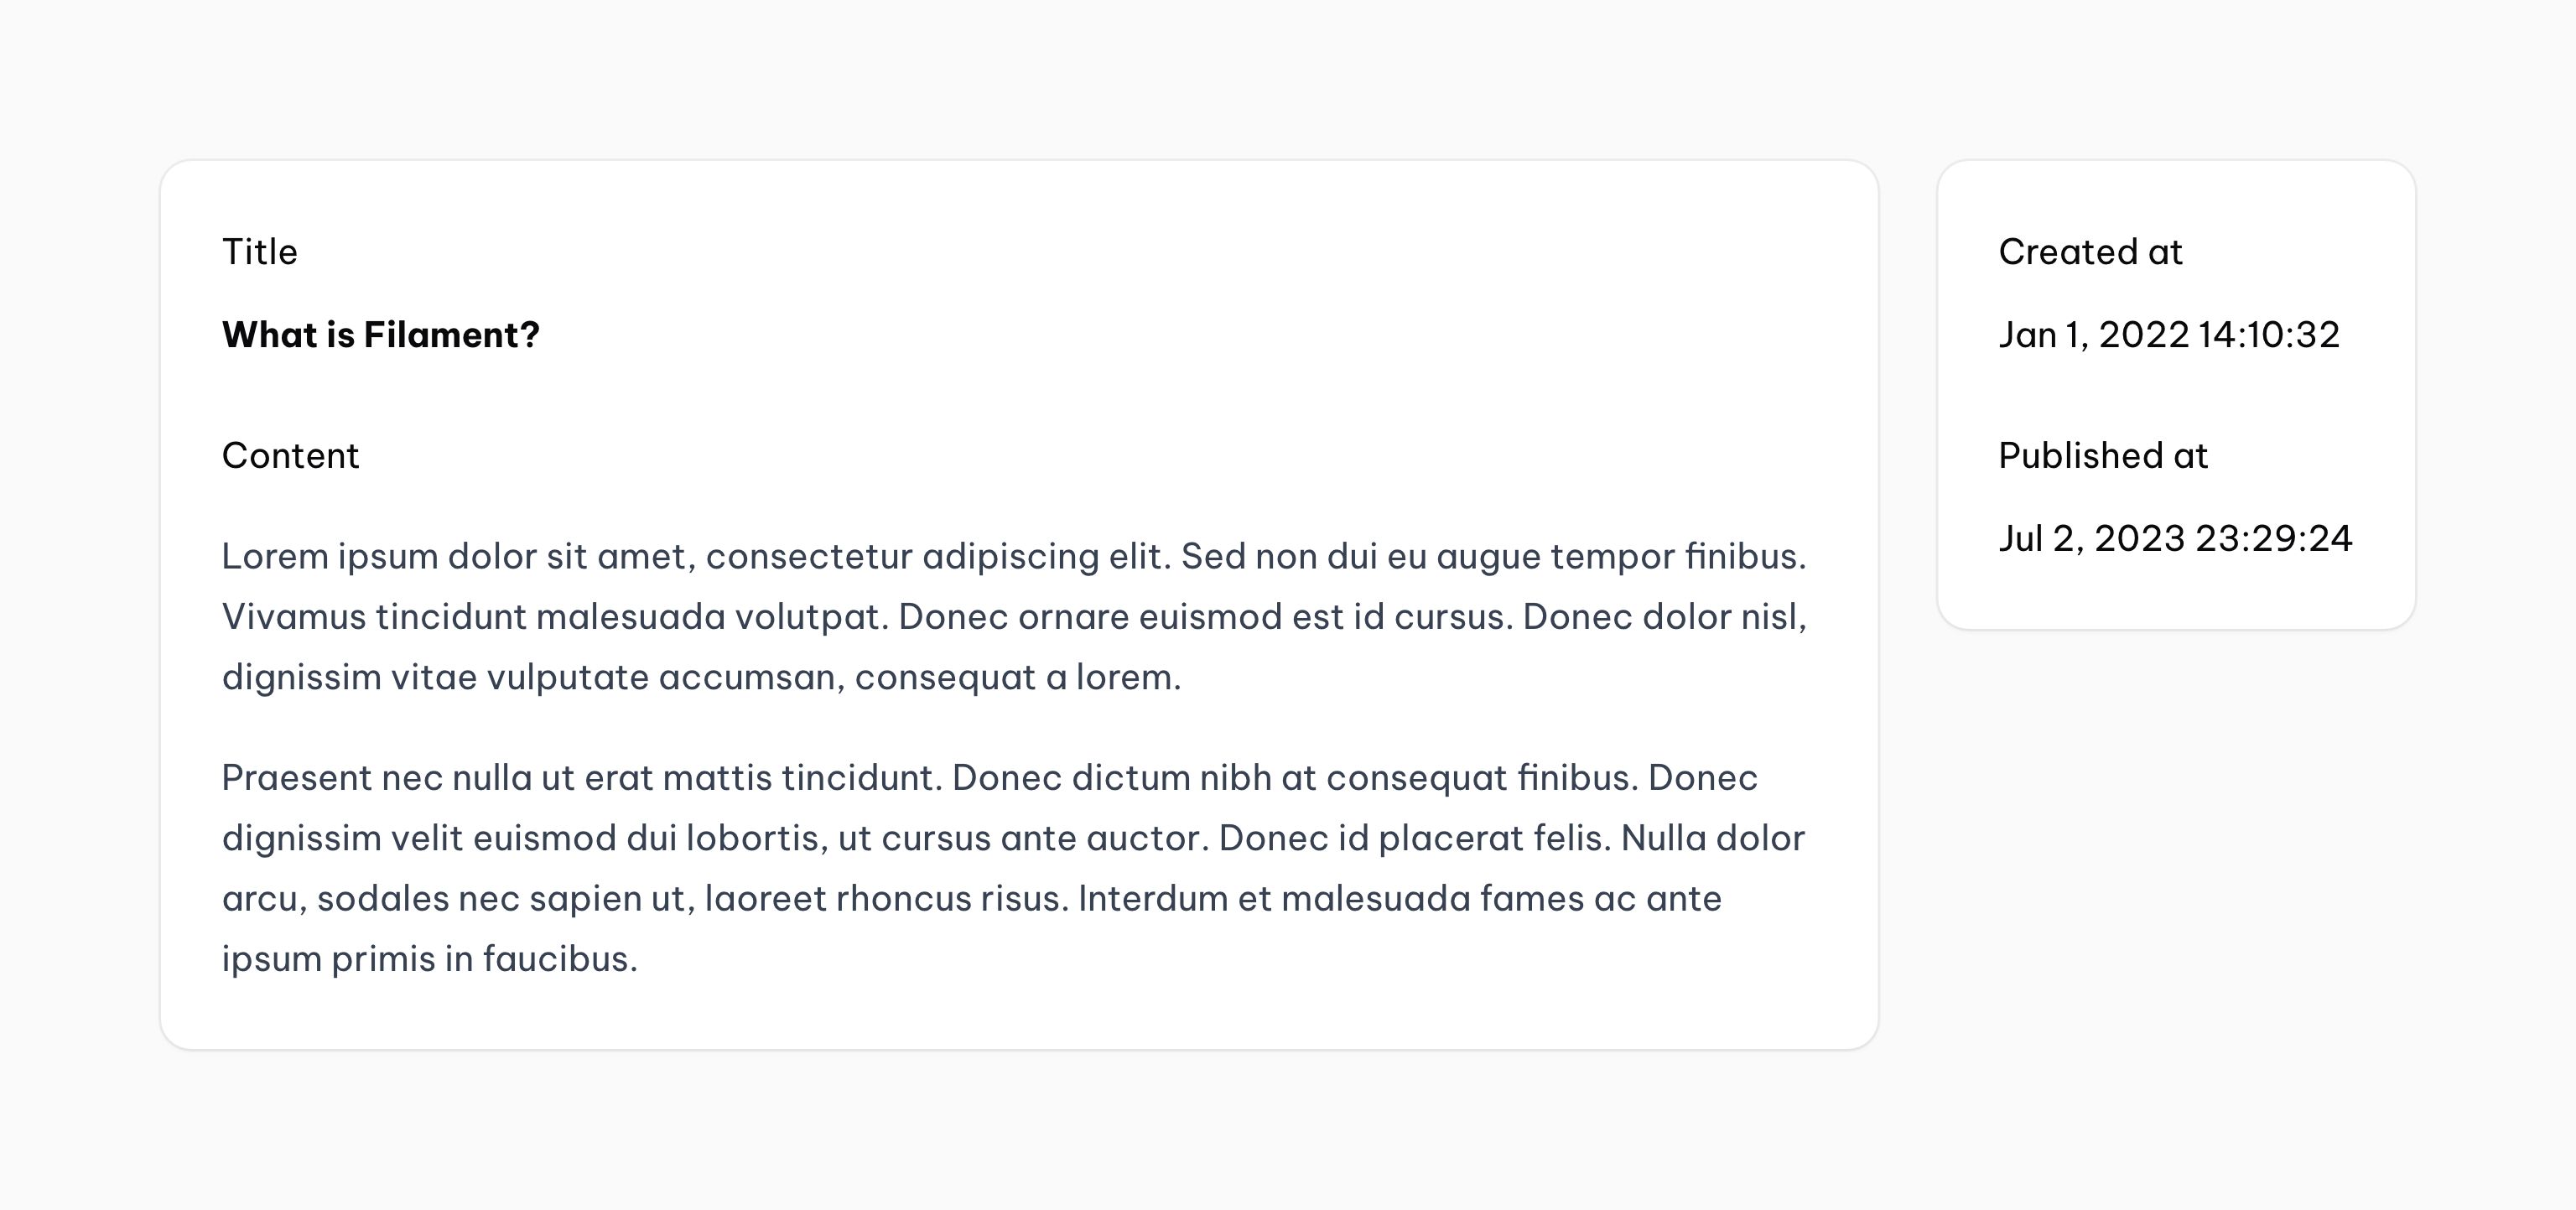 Title
What is Filament?
Content
Lorem ipsum dolor sit amet, consectetur adipiscing elit. Sed non dui eu augue tempor finibus.
Vivamus tincidunt malesuada volutpat. Donec ornare euismod est id cursus. Donec dolor nisl,
dignissim vitae vulputate accumsan, consequat a lorem.
Praesent nec nulla ut erat mattis tincidunt. Donec dictum nibh at consequat finibus. Donec
dignissim velit euismod dui lobortis, ut cursus ante auctor. Donec id placerat felis. Nulla dolor
arcu, sodales nec sapien ut, laoreet rhoncus risus. Interdum et malesuada fames ac ante
ipsum primis in faucibus.
Created at
Jan 1, 2022 14:10:32
Published at
Jul 2, 2023 23:29:24